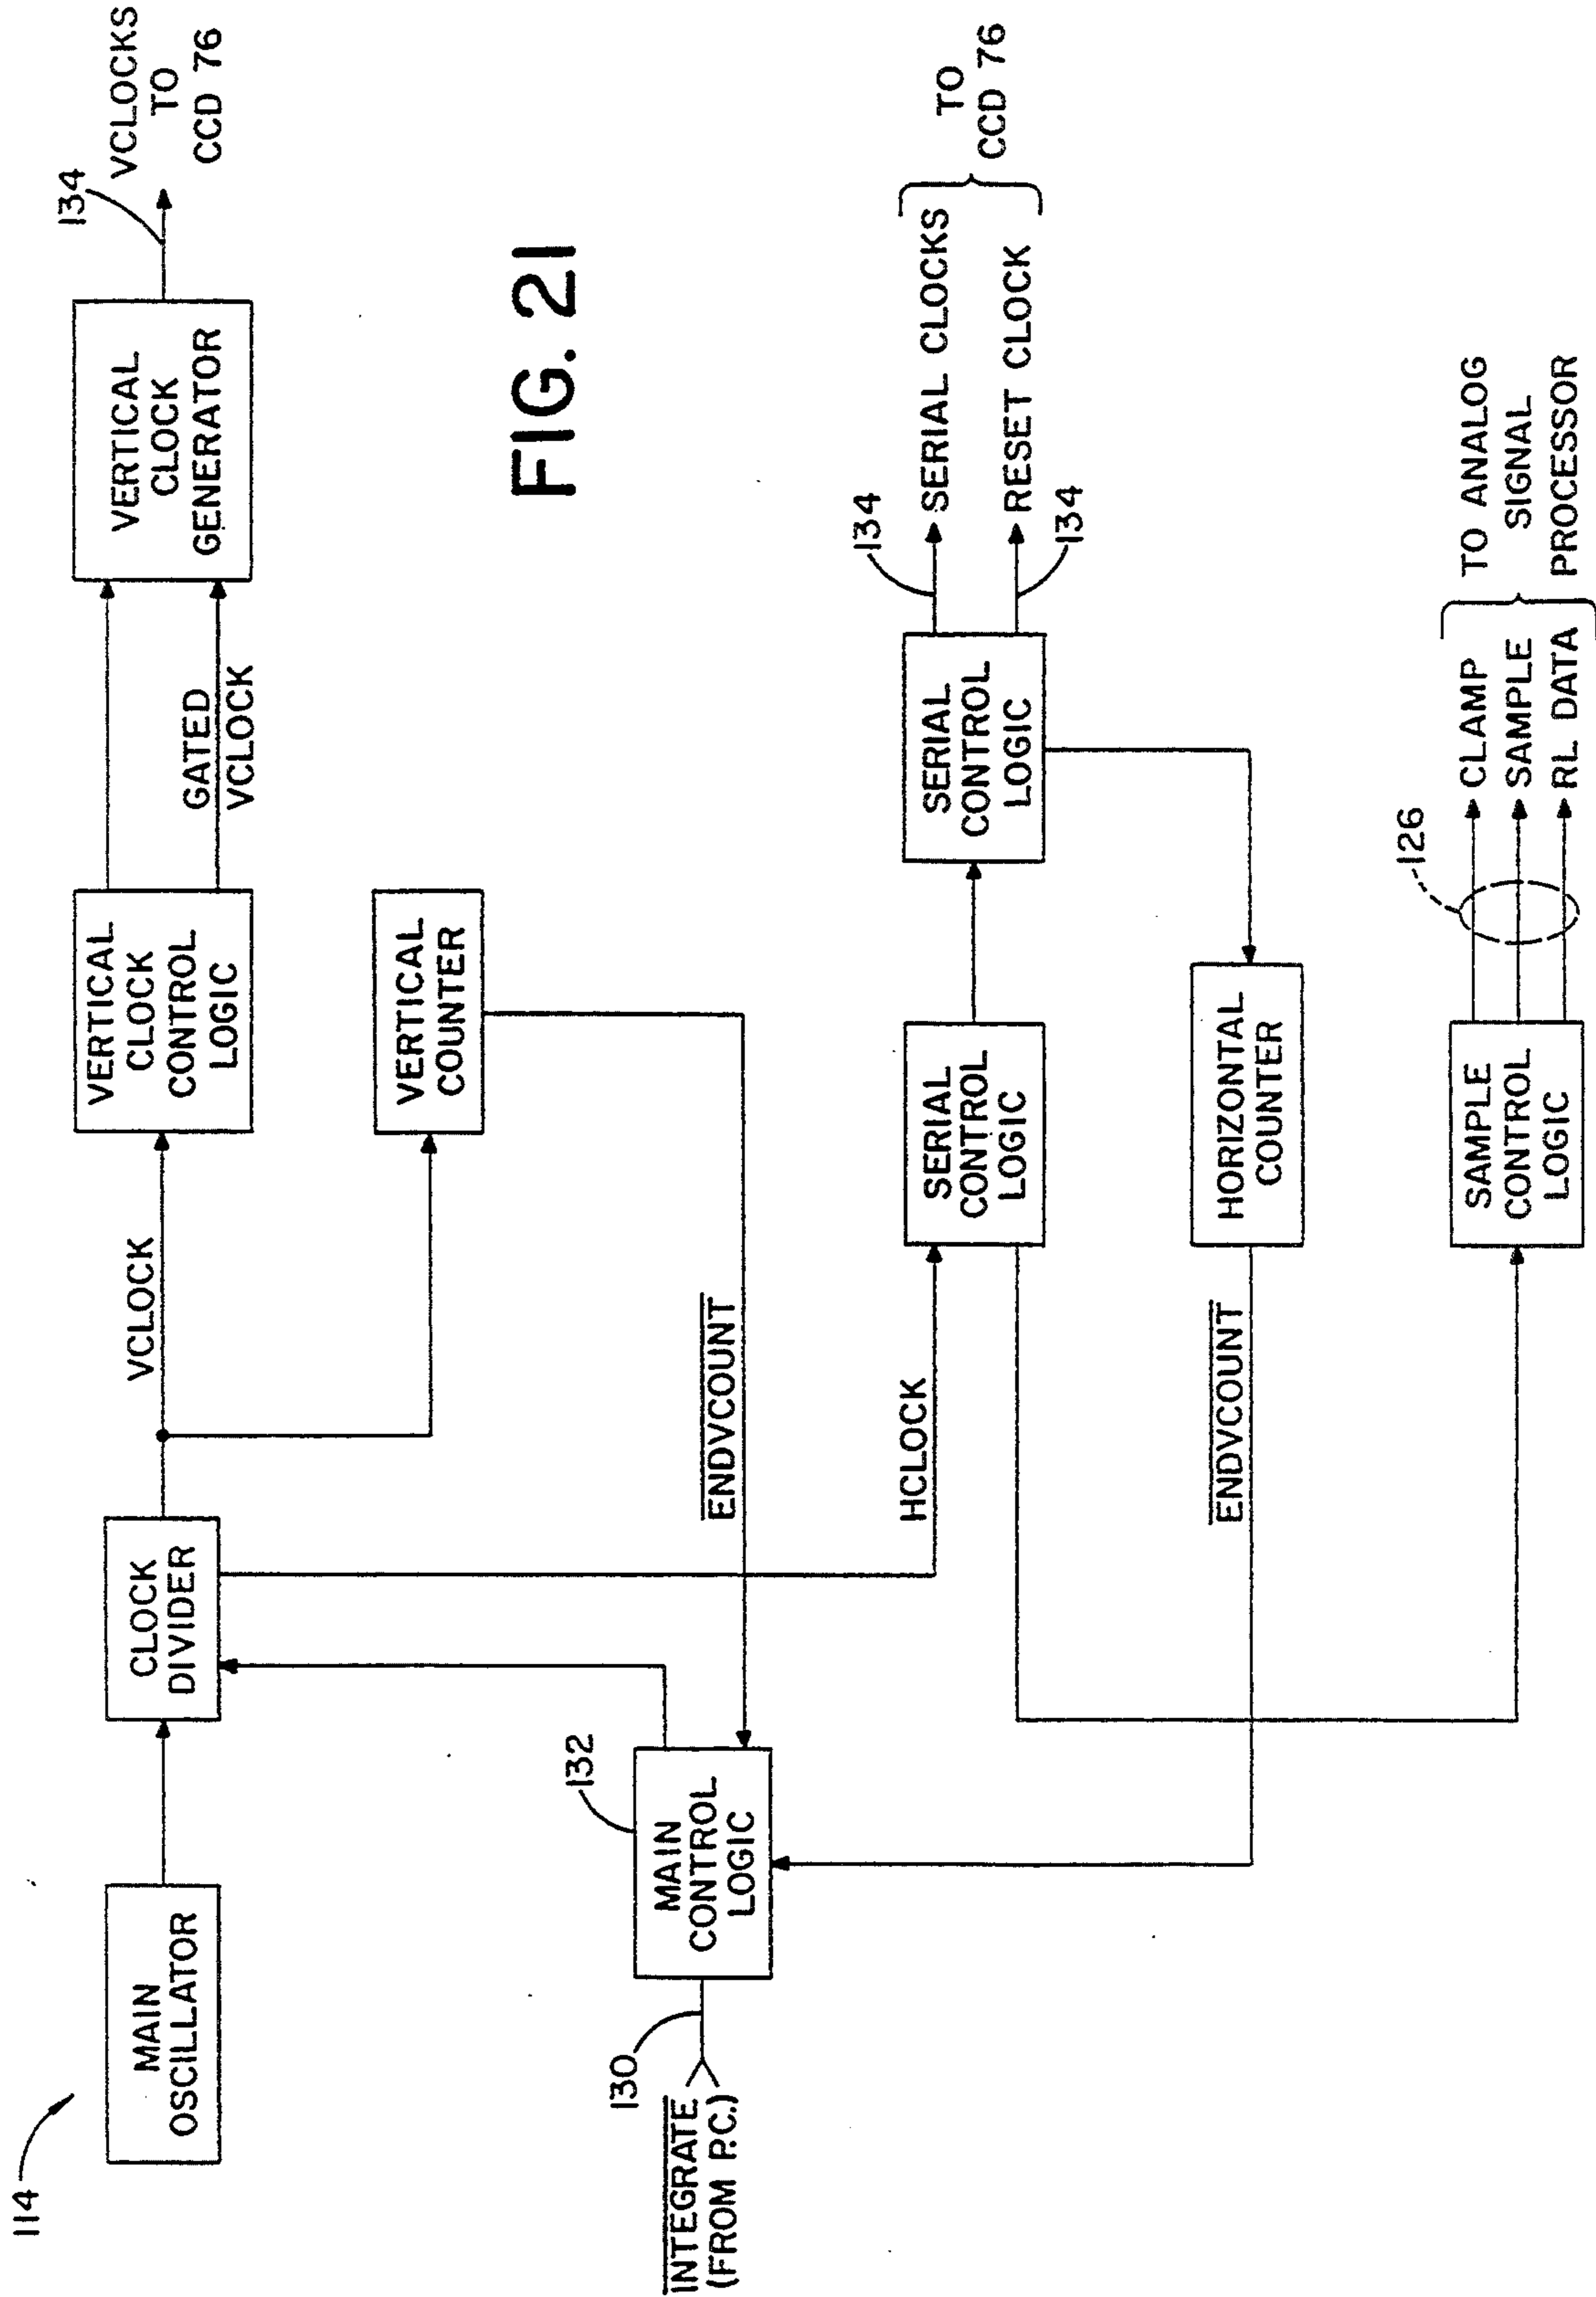 114
MAIN
OSCILLATOR
CLOCK
DIVIDER
VCLOCK
VERTICAL
CLOCK
CONTROL
LOGIC
GATED
VCLOCK
VERTICAL
CLOCK
GENERATOR
134
VCLOCKS
TO
CCD 76
VERTICAL
COUNTER
FIG. 21
ENDVCOUNT
INTEGRATE
(FROM P.C.)
130
132
MAIN
CONTROL
LOGIC
HCLOCK
SERIAL
CONTROL
LOGIC
SERIAL
CONTROL
LOGIC
134
SERIAL CLOCKS
RESET CLOCK
134
TO
CCD 76
ENDVCOUNT
HORIZONTAL
COUNTER
SAMPLE
CONTROL
LOGIC
126
CLAMP
SAMPLE
RL DATA
TO ANALOG
SIGNAL
PROCESSOR